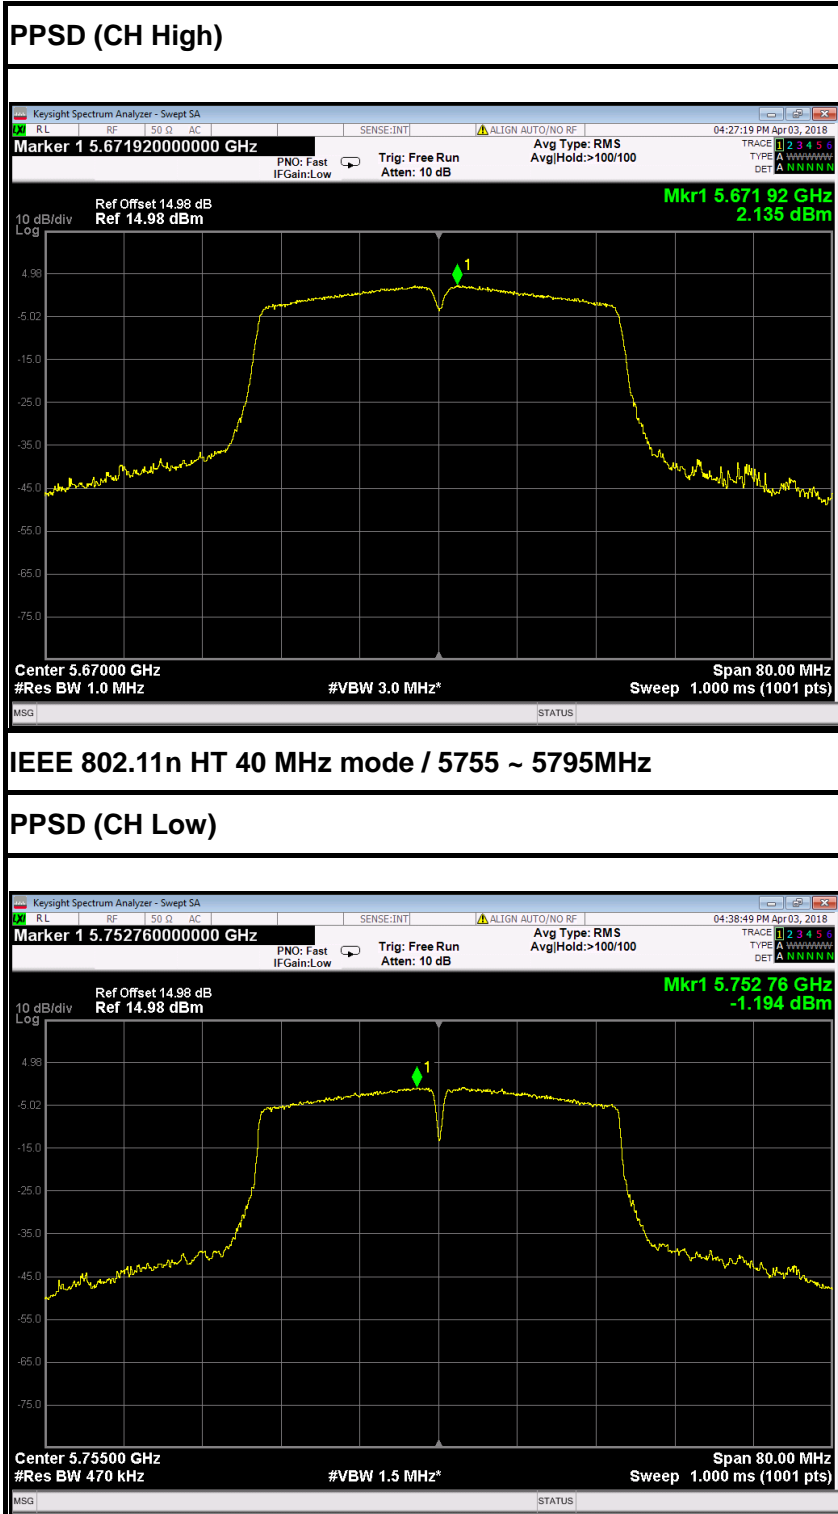 PPSD (CH High)
Keysight Spectrum Analyzer - Swept SA
LXI RL RF 50 Ω AC SENSE:INT ALIGN AUTO/NO RF 04:27:19 PM Apr 03, 2018
Marker 1 5.671920000000 GHz
PNO: Fast
IFGain:Low
Trig: Free Run
Atten: 10 dB
Avg Type: RMS
Avg|Hold:>100/100
TRACE 1 2 3 4 5 6
TYPE A WWWWW
DET A N N N N N
Mkr1 5.671 92 GHz
2.135 dBm
Ref Offset 14.98 dB
10 dB/div Ref 14.98 dBm
Log
1
4.98
-5.02
-15.0
-25.0
-35.0
-45.0
-55.0
-65.0
-75.0
Center 5.67000 GHz Span 80.00 MHz
#Res BW 1.0 MHz #VBW 3.0 MHz* Sweep 1.000 ms (1001 pts)
MSG STATUS
IEEE 802.11n HT 40 MHz mode / 5755 ~ 5795MHz
PPSD (CH Low)
Keysight Spectrum Analyzer - Swept SA
LXI RL RF 50 Ω AC SENSE:INT ALIGN AUTO/NO RF 04:38:49 PM Apr 03, 2018
Marker 1 5.752760000000 GHz
PNO: Fast
IFGain:Low
Trig: Free Run
Atten: 10 dB
Avg Type: RMS
Avg|Hold:>100/100
TRACE 1 2 3 4 5 6
TYPE A WWWWW
DET A N N N N N
Mkr1 5.752 76 GHz
-1.194 dBm
Ref Offset 14.98 dB
10 dB/div Ref 14.98 dBm
Log
1
4.98
-5.02
-15.0
-25.0
-35.0
-45.0
-55.0
-65.0
-75.0
Center 5.75500 GHz Span 80.00 MHz
#Res BW 470 kHz #VBW 1.5 MHz* Sweep 1.000 ms (1001 pts)
MSG STATUS